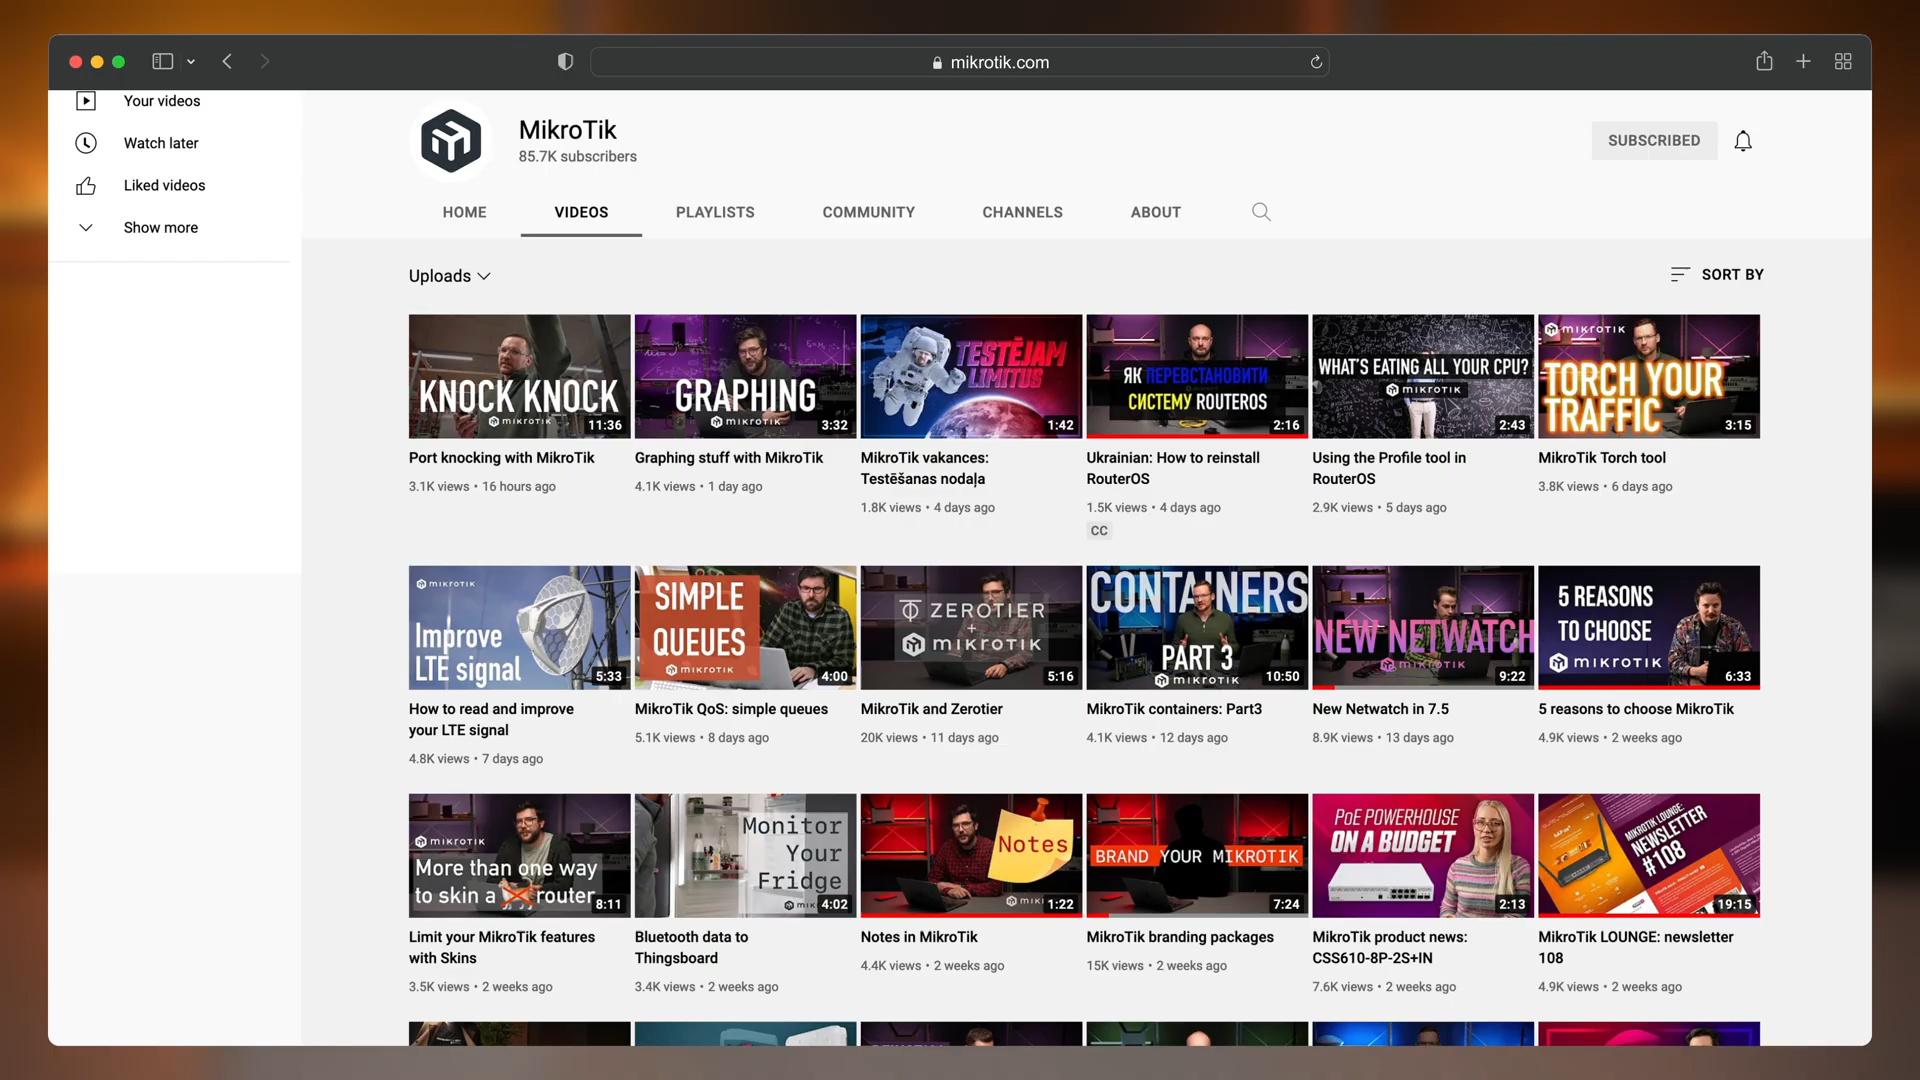 mikrotik.com
Your videos
Watch later
Liked videos
Show more
MikroTik
85.7K subscribers
SUBSCRIBED
HOME
VIDEOS
PLAYLISTS
COMMUNITY
CHANNELS
ABOUT
Uploads
SORT BY
KNOCK KNOCK
MIKROTIK
11:36
GRAPHING
MIKROTIK
3:32
TESTĒJAM
LIMITUS
1:42
ЯК ПЕРЕВСТАНОВИТИ
СИСТЕМУ ROUTEROS
2:16
WHAT'S EATING ALL YOUR CPU?
MIKROTIK
2:43
MIKROTIK
TORCH YOUR
TRAFFIC
3:15
Port knocking with MikroTik
3.1K views • 16 hours ago
Graphing stuff with MikroTik
4.1K views • 1 day ago
MikroTik vakances:
Testēšanas nodaļa
1.8K views • 4 days ago
Ukrainian: How to reinstall
RouterOS
1.5K views • 4 days ago
CC
Using the Profile tool in
RouterOS
2.9K views • 5 days ago
MikroTik Torch tool
3.8K views • 6 days ago
MIKROTIK
Improve
LTE signal
5:33
SIMPLE
QUEUES
MIKROTIK
4:00
ZEROTIER
+
MIKROTIK
5:16
CONTAINERS
PART 3
MIKROTIK
10:50
NEW NETWATCH
MIKROTIK
9:22
5 REASONS
TO CHOOSE
MIKROTIK
6:33
How to read and improve
your LTE signal
4.8K views • 7 days ago
MikroTik QoS: simple queues
5.1K views • 8 days ago
MikroTik and Zerotier
20K views • 11 days ago
MikroTik containers: Part3
4.1K views • 12 days ago
New Netwatch in 7.5
8.9K views • 13 days ago
5 reasons to choose MikroTik
4.9K views • 2 weeks ago
MIKROTIK
More than one way
to skin a router
8:11
Monitor
Your
Fridge
4:02
Notes
1:22
BRAND YOUR MIKROTIK
7:24
PoE POWERHOUSE
ON A BUDGET
2:13
MIKROTIK LOUNGE:
NEWSLETTER
#108
19:15
Limit your MikroTik features
with Skins
3.5K views • 2 weeks ago
Bluetooth data to
Thingsboard
3.4K views • 2 weeks ago
Notes in MikroTik
4.4K views • 2 weeks ago
MikroTik branding packages
15K views • 2 weeks ago
MikroTik product news:
CSS610-8P-2S+IN
7.6K views • 2 weeks ago
MikroTik LOUNGE: newsletter
108
4.9K views • 2 weeks ago